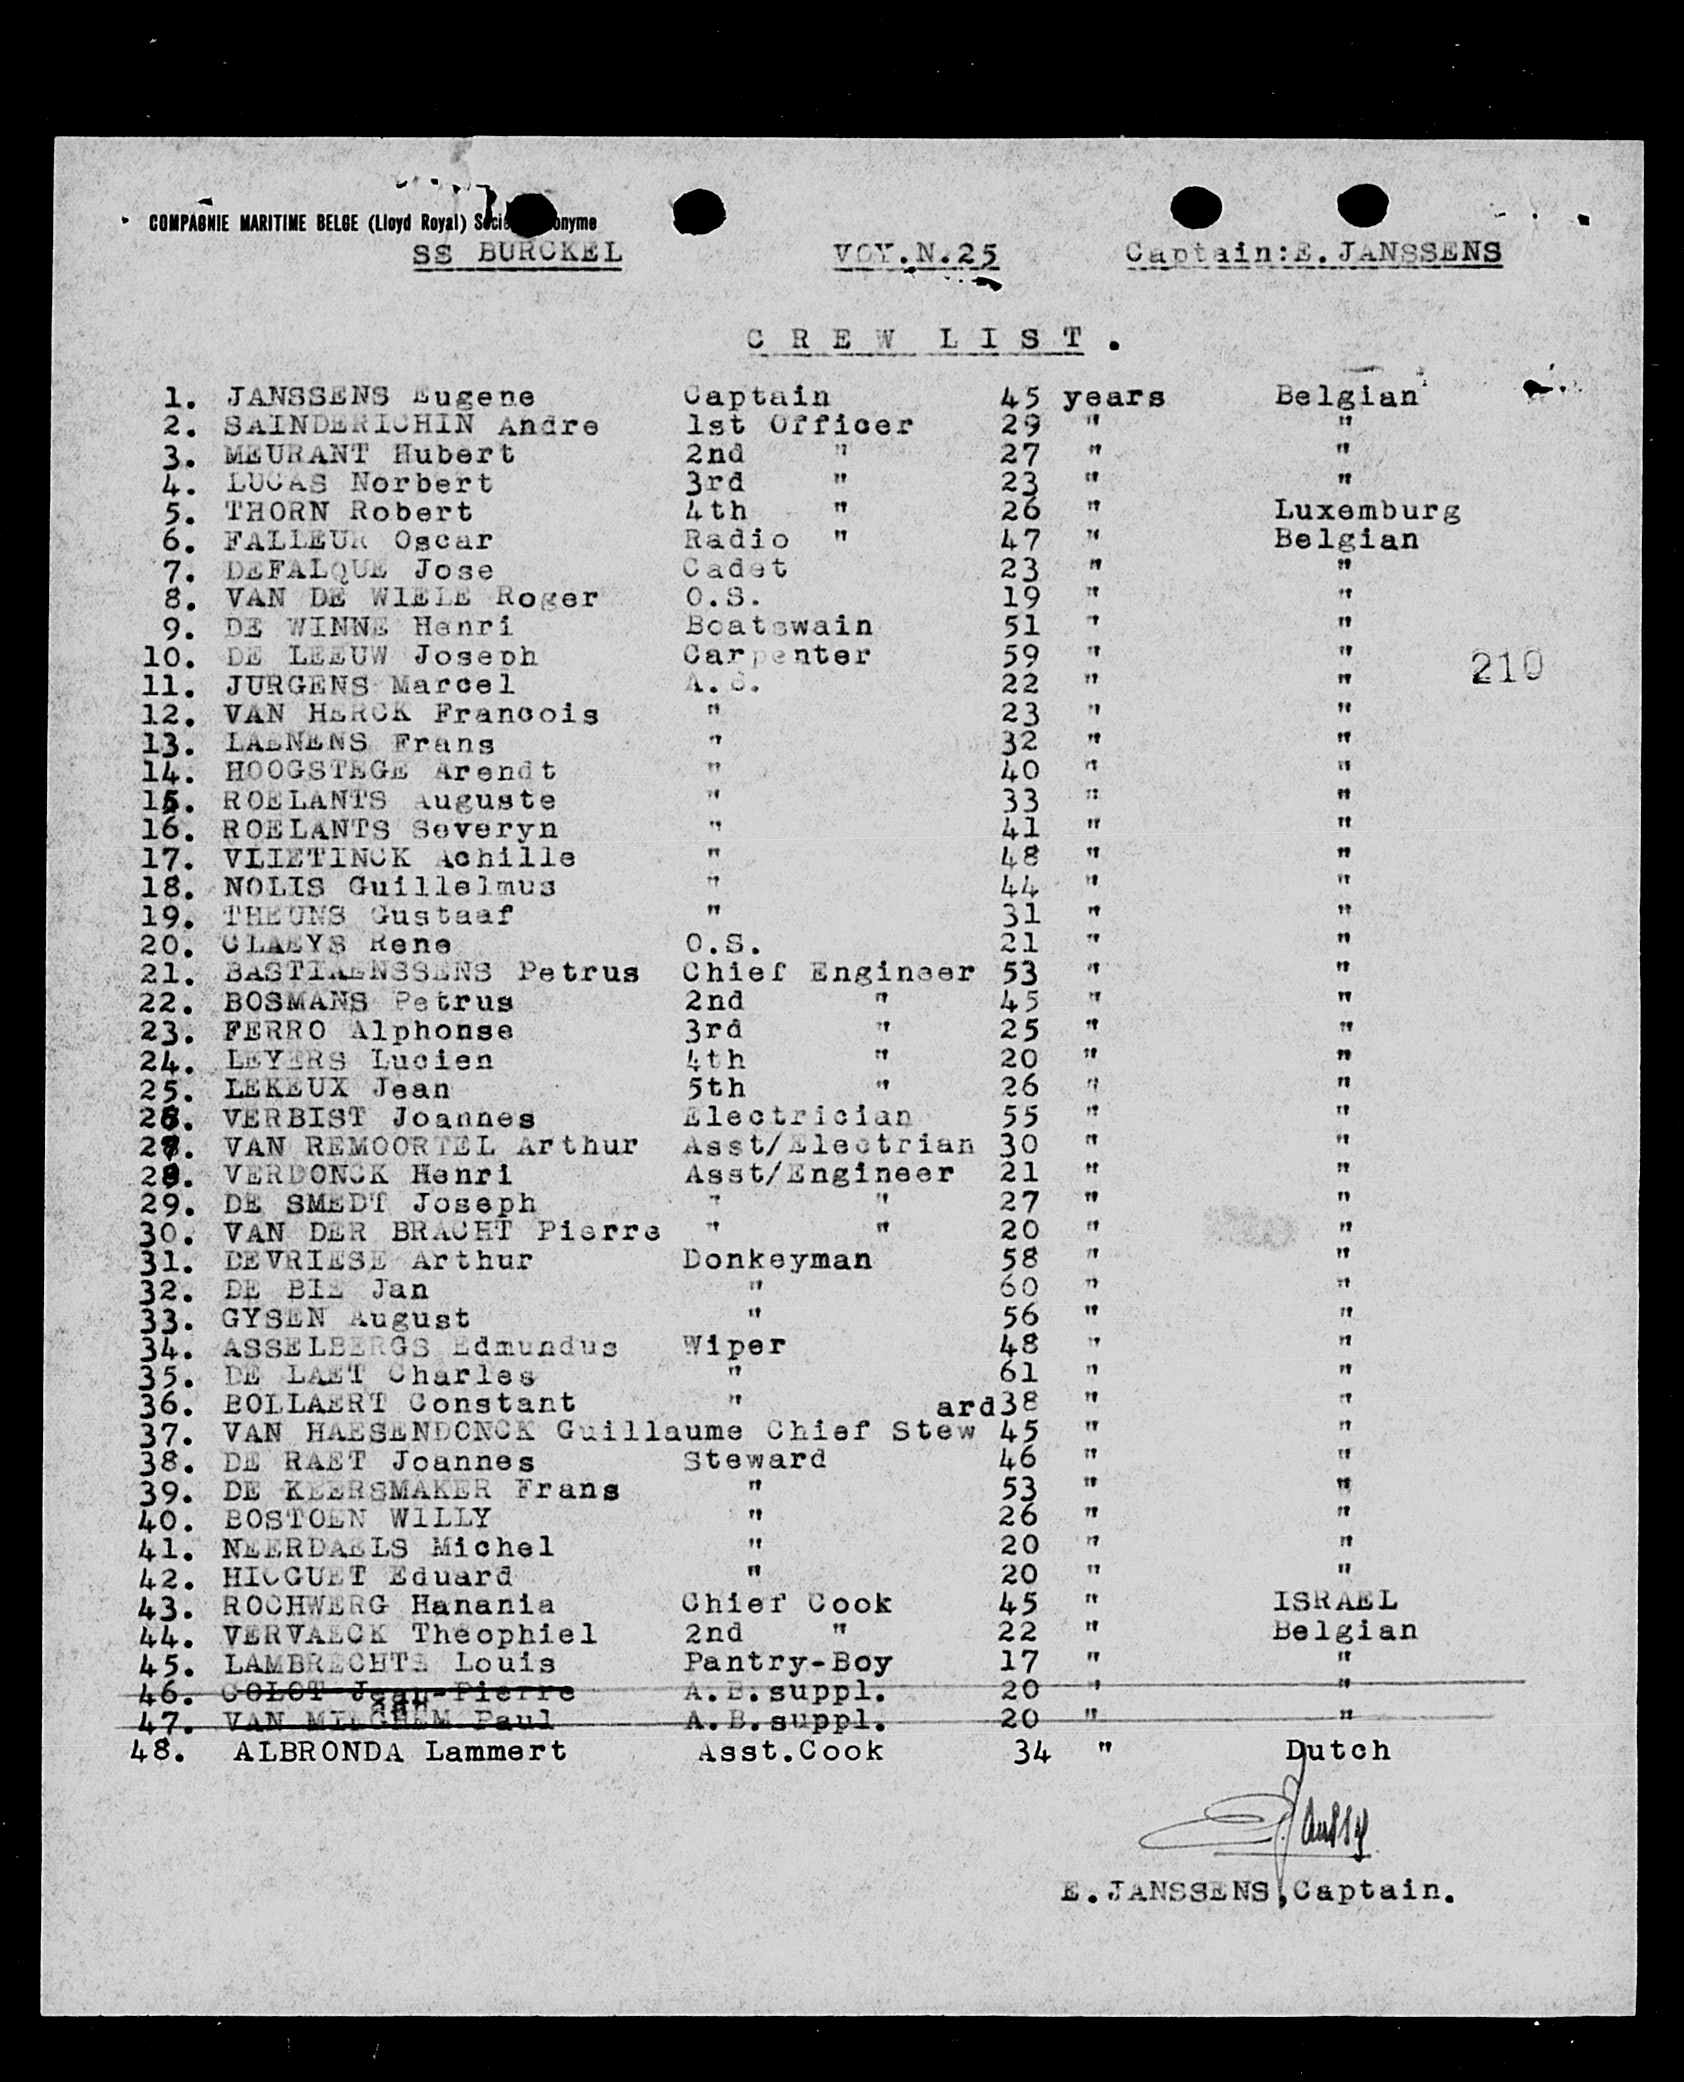 COMPAGNIE MARITIME BELGE (Lloyd Royal)
SS BURCKEL VOY.N.25 Captain:E.JANSSENS
CREW LIST.
1. JANSSENS Eugene Captain 45 years Belgian
2. SAINDERICHIN Andre 1st Officer 29 " "
3. MEURANT Hubert 2nd " 27 " "
4. LUCAS Norbert 3rd " 23 " "
5. THORN Robert 4th " 26 " Luxemburg
6. FALLEUR Oscar Radio " 47 " Belgian
7. DEFALQUE Jose Cadet 23 " "
8. VAN DE WIELE Roger O.S. 19 " "
9. DE WINNE Henri Boatswain 51 " "
10. DE LEEUW Joseph Carpenter 59 " "
210
11. JURGENS Marcel A.S. 22 " "
12. VAN HERCK Francois " 23 " "
13. LAENENS Frans " 32 " "
14. HOOGSTEGE Arendt " 40 " "
15. ROELANTS Auguste " 33 " "
16. ROELANTS Severyn " 41 " "
17. VLIETINCK Achille " 48 " "
18. NOLIS Guillelmus " 44 " "
19. THEUNS Gustaaf " 31 " "
20. CLAEYS Rene O.S. 21 " "
21. BASTIAENSSENS Petrus Chief Engineer 53 " "
22. BOSMANS Petrus 2nd " 45 " "
23. FERRO Alphonse 3rd " 25 " "
24. LEYERS Lucien 4th " 20 " "
25. LEKEUX Jean 5th " 26 " "
26. VERBIST Joannes Electrician 55 " "
27. VAN REMOORTEL Arthur Asst/Electrian 30 " "
28. VERDONCK Henri Asst/Engineer 21 " "
29. DE SMEDT Joseph " " 27 " "
30. VAN DER BRACHT Pierre " " 20 " "
31. DEVRIESE Arthur Donkeyman 58 " "
32. DE BIE Jan " 60 " "
33. GYSEN August " 56 " "
34. ASSELBERGS Edmundus Wiper 48 " "
35. DE LAET Charles " 61 " "
36. BOLLAERT Constant " 38 " "
37. VAN HAESENDONCK Guillaume Chief Steward 45 " "
38. DE RAET Joannes Steward 46 " "
39. DE KEERSMAKER Frans " 53 " "
40. BOSTOEN WILLY " 26 " "
41. NEERDAELS Michel " 20 " "
42. HICGUET Eduard " 20 " "
43. ROCHWERG Hanania Chief Cook 45 " ISRAEL
44. VERVAECK Theophiel 2nd " 22 " Belgian
45. LAMBRECHTS Louis Pantry-Boy 17 " "
46. COLOT Jean-Pierre A.B.suppl. 20 " "
47. VAN Paul A.B.suppl. 20 " "
48. ALBRONDA Lammert Asst.Cook 34 " Dutch
E.JANSSENS,Captain.